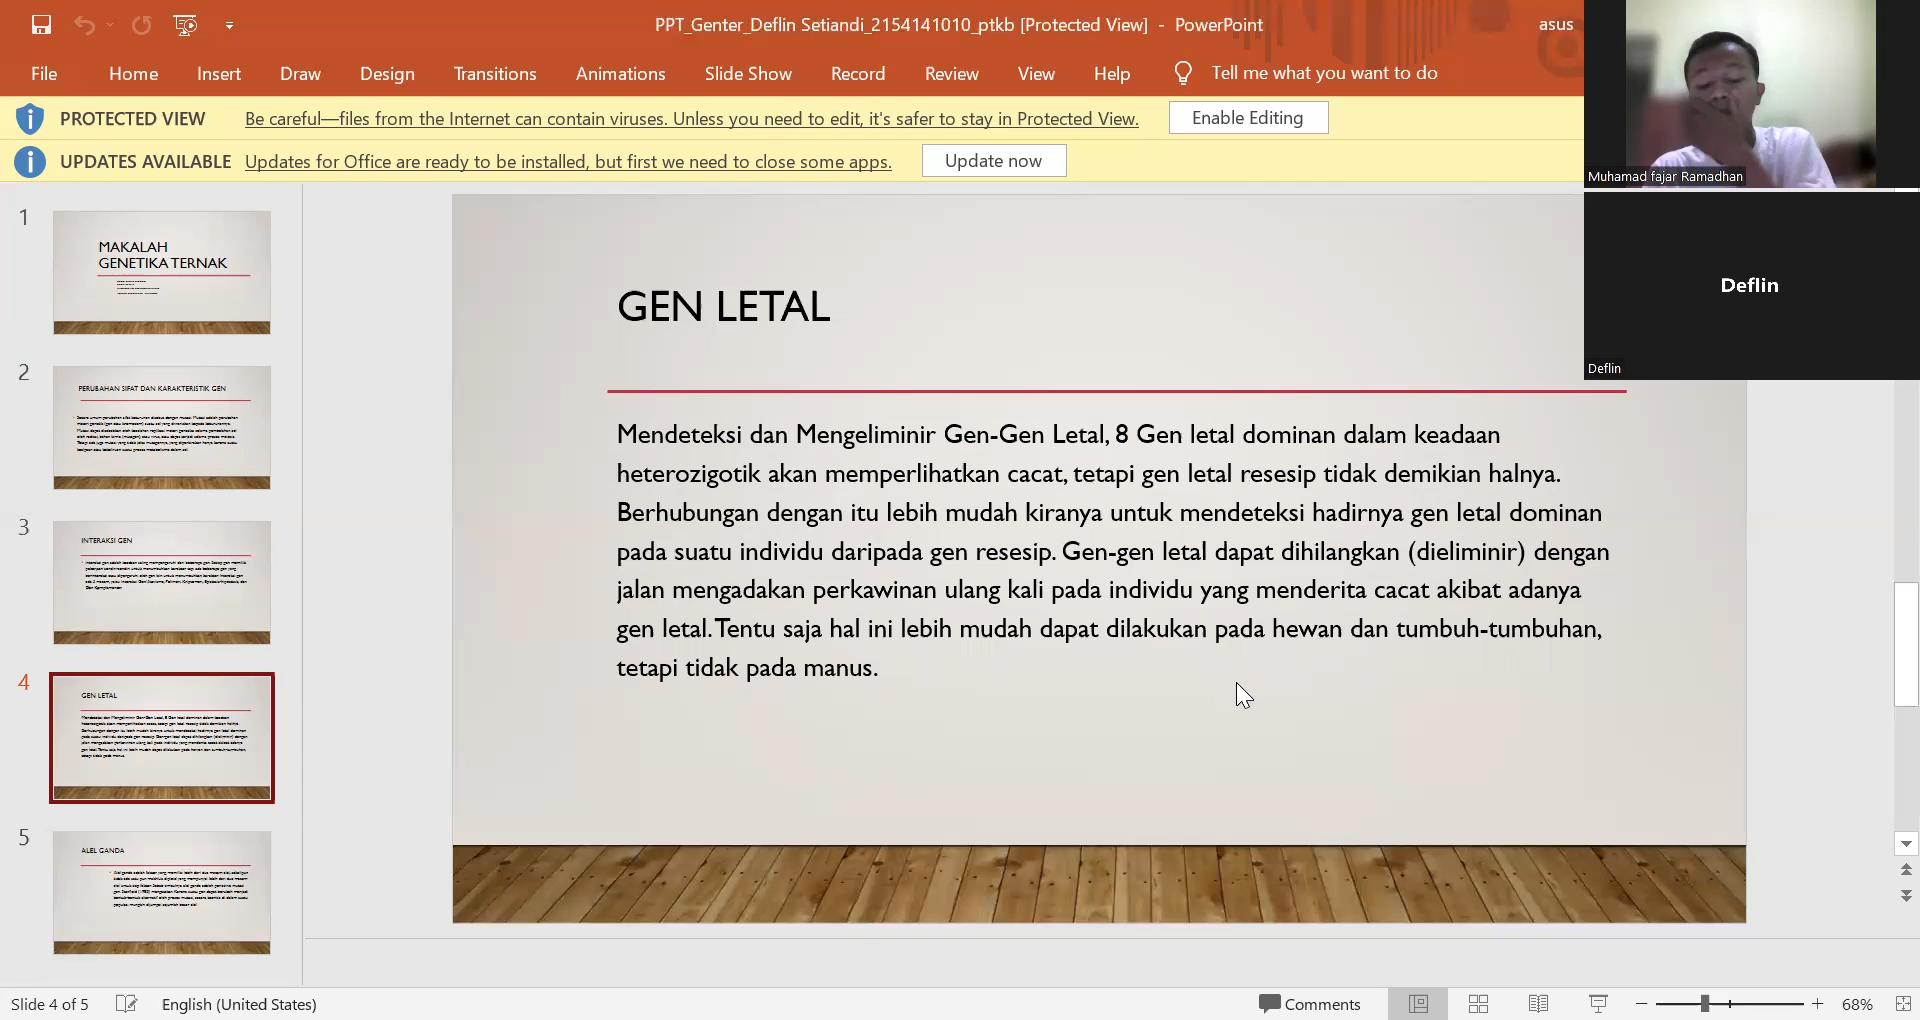 PPT_Genter_Deflin Setiandi_2154141010_ptkb [Protected View] - PowerPoint
asus
File Home Insert Draw Design Transitions Animations Slide Show Record Review View Help Tell me what you want to do
PROTECTED VIEW Be careful—files from the Internet can contain viruses. Unless you need to edit, it's safer to stay in Protected View. Enable Editing
UPDATES AVAILABLE Updates for Office are ready to be installed, but first we need to close some apps. Update now
Muhamad fajar Ramadhan
Deflin
Deflin
1
MAKALAH
GENETIKA TERNAK
2
PERUBAHAN SIFAT DAN KARAKTERISTIK GEN
3
INTERAKSI GEN
4
GEN LETAL
5
ALEL GANDA
GEN LETAL
Mendeteksi dan Mengeliminir Gen-Gen Letal, 8 Gen letal dominan dalam keadaan
heterozigotik akan memperlihatkan cacat, tetapi gen letal resesip tidak demikian halnya.
Berhubungan dengan itu lebih mudah kiranya untuk mendeteksi hadirnya gen letal dominan
pada suatu individu daripada gen resesip. Gen-gen letal dapat dihilangkan (dieliminir) dengan
jalan mengadakan perkawinan ulang kali pada individu yang menderita cacat akibat adanya
gen letal. Tentu saja hal ini lebih mudah dapat dilakukan pada hewan dan tumbuh-tumbuhan,
tetapi tidak pada manus.
Slide 4 of 5 English (United States) Comments 68%